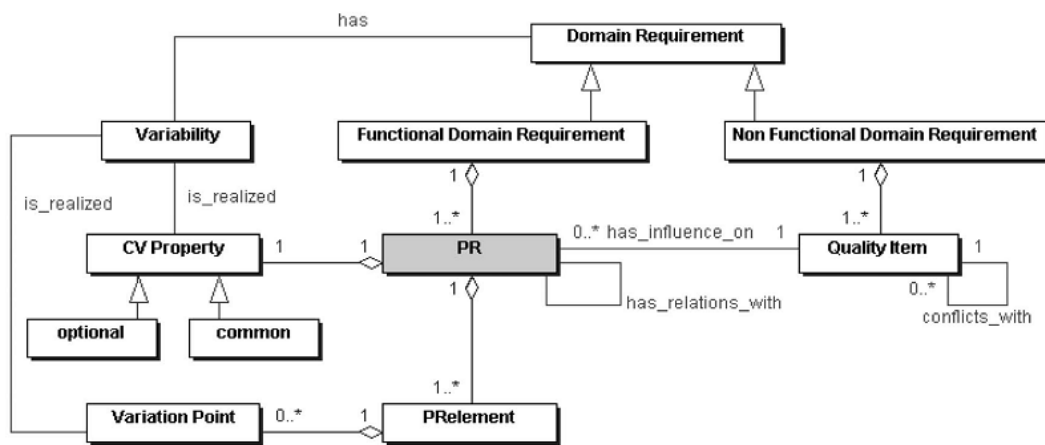 has
Domain Requirement
Variability
Functional Domain Requirement
Non Functional Domain Requirement
is_realized
is_realized
1
1..*
1
1..*
CV Property
1
1
PR
0..*
has_influence_on
1
Quality Item
1
0..*
conflicts_with
1
has_relations_with
optional
common
1..*
Variation Point
0..*
1
PRelement